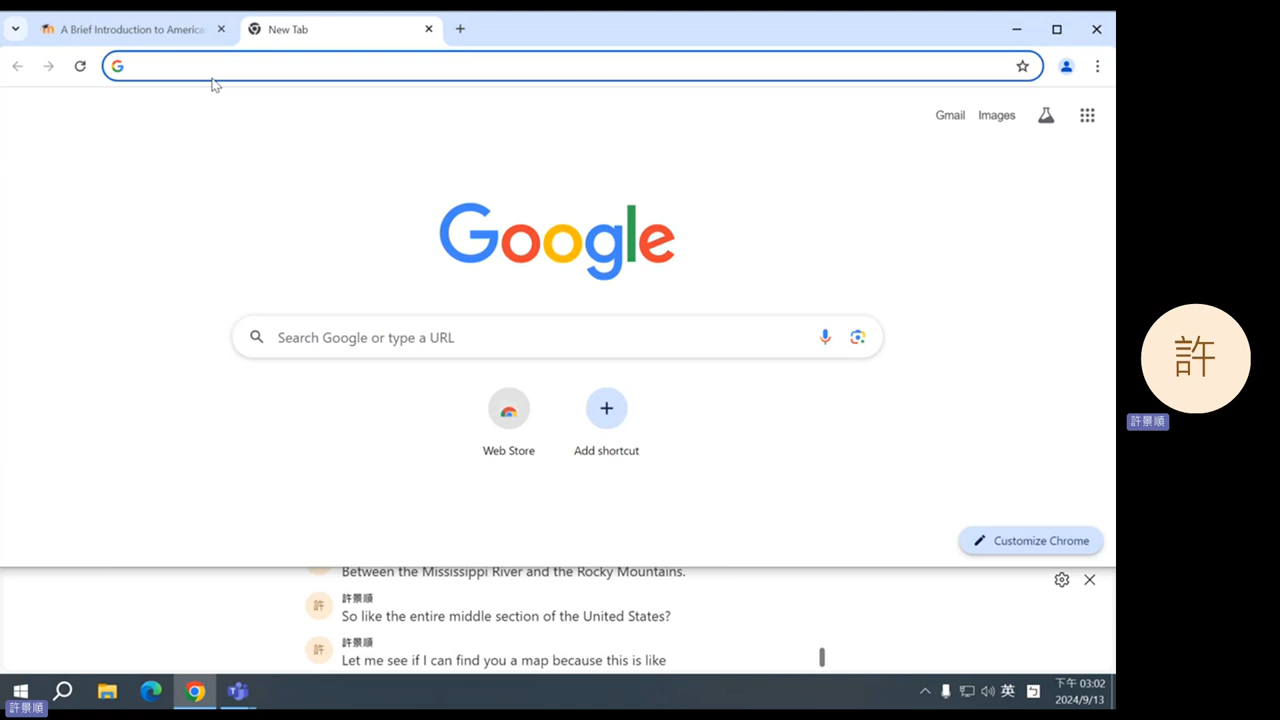 A Brief Introduction to America
New Tab
Gmail
Images
Google
Search Google or type a URL
Web Store
Add shortcut
Customize Chrome
Between the Mississippi River and the Rocky Mountains.
許
許景順
So like the entire middle section of the United States?
許
許景順
Let me see if I can find you a map because this is like
英
下午 03:02
2024/9/13
許景順
許
許景順